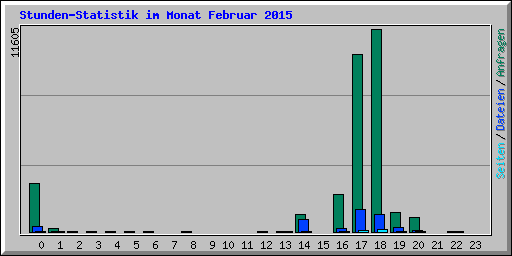 Stunden-Statistik im Monat Februar 2015
11605
Seiten / Dateien / Anfragen
0 1 2 3 4 5 6 7 8 9 10 11 12 13 14 15 16 17 18 19 20 21 22 23